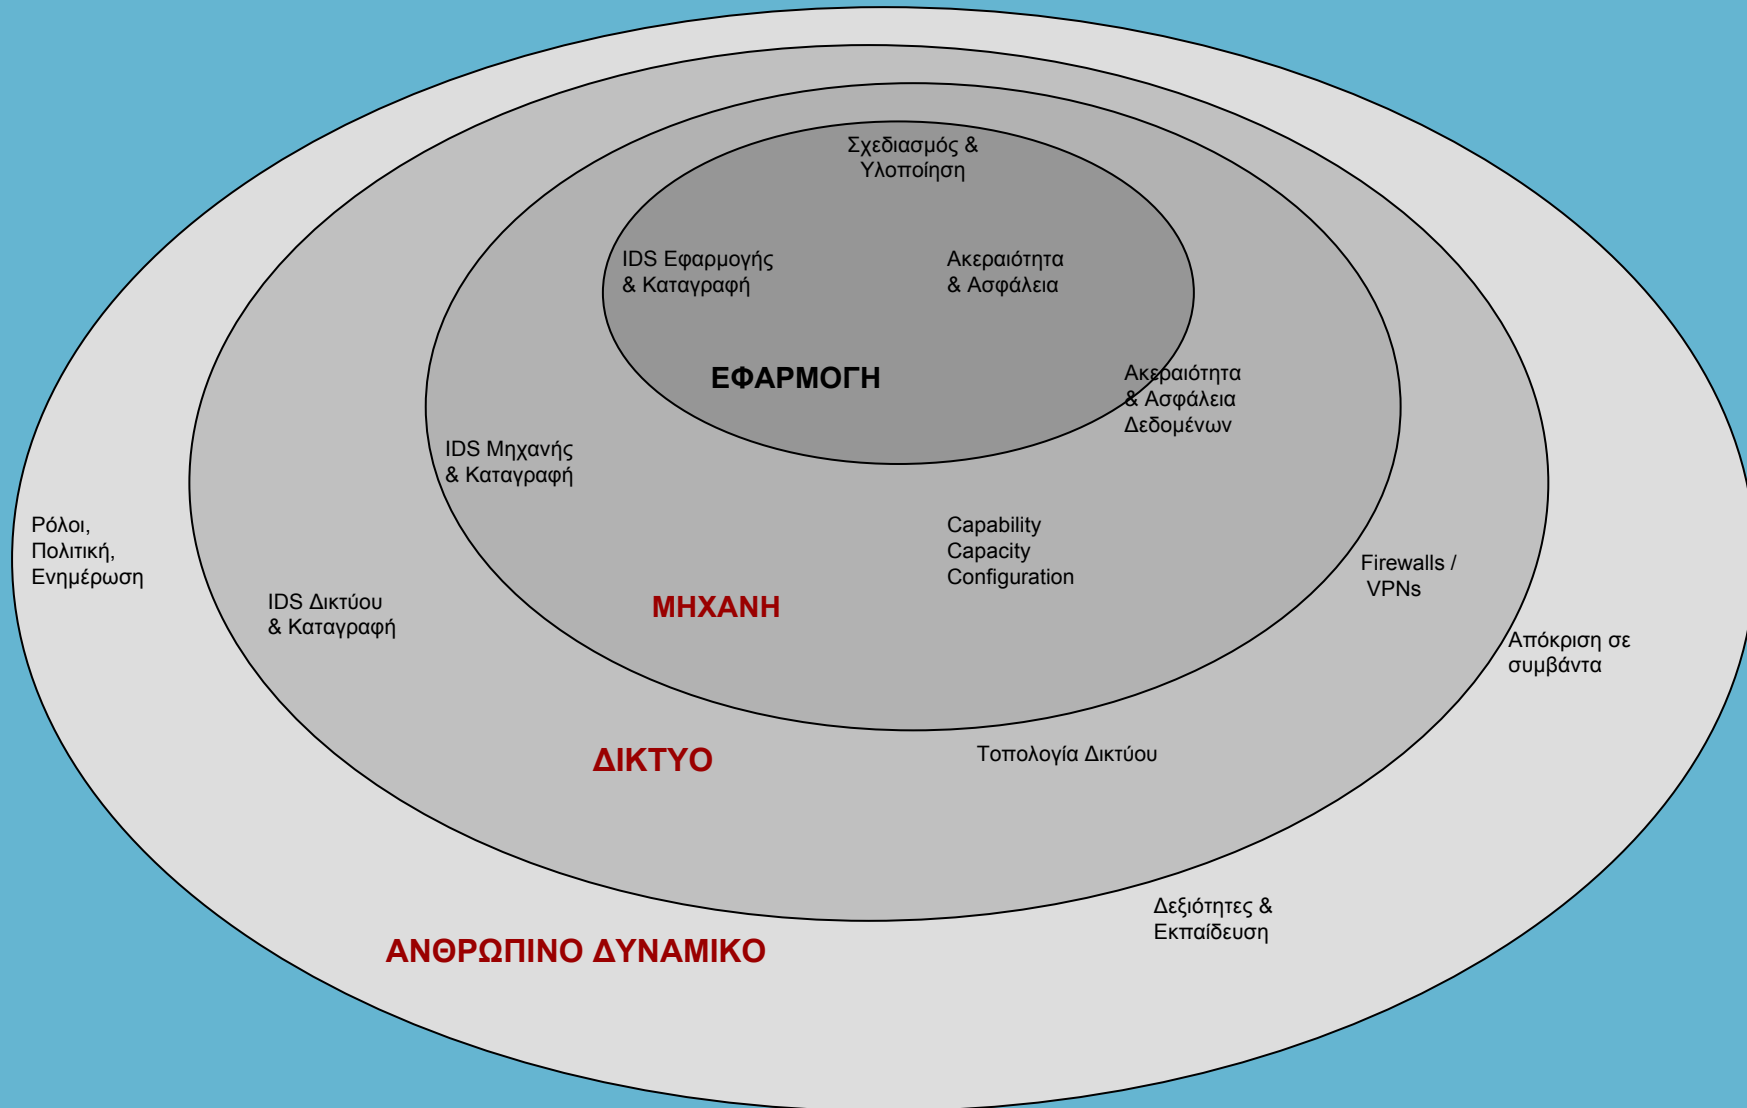 Σχεδιασμός &
Υλοποίηση
IDS Εφαρμογής
& Καταγραφή
Ακεραιότητα
& Ασφάλεια
ΕΦΑΡΜΟΓΗ
Ακεραιότητα
& Ασφάλεια
Δεδομένων
IDS Μηχανής
& Καταγραφή
Capability
Capacity
Configuration
ΜΗΧΑΝΗ
Ρόλοι,
Πολιτική,
Ενημέρωση
IDS Δικτύου
& Καταγραφή
Firewalls /
VPNs
Απόκριση σε
συμβάντα
ΔΙΚΤΥΟ
Τοπολογία Δικτύου
Δεξιότητες &
Εκπαίδευση
ΑΝΘΡΩΠΙΝΟ ΔΥΝΑΜΙΚΟ